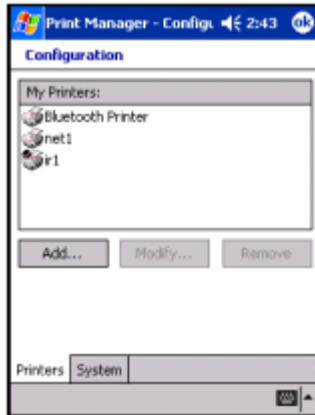 Print Manager - Configu 2:43 ok
Configuration
My Printers:
Bluetooth Printer
net1
ir1
Add... Modify... Remove
Printers System